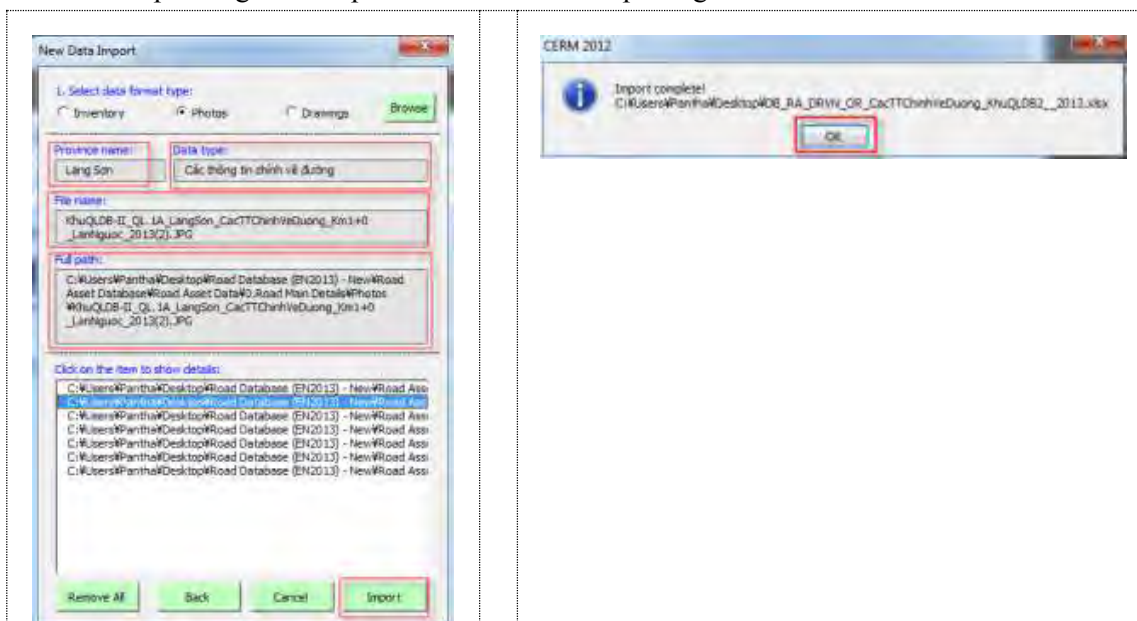 New Data Import
1. Select data format type:
Inventory
Photos
Drawings
Browse
Province name:
Data type:
Lang Son
Các thông tin chính về đường
File name:
KhuQLDB-II_QL.1A_LangSon_CacTTChinhVeDuong_Km1+0
_LanNguoc_2013(2).JPG
Full path:
C:¥Users¥Pantha¥Desktop¥Road Database (EN2013) - New¥Road
Asset Database¥Road Asset Data¥0.Road Main Details¥Photos
¥KhuQLDB-II_QL.1A_LangSon_CacTTChinhVeDuong_Km1+0
_LanNguoc_2013(2).JPG
Click on the item to show details:
C:¥Users¥Pantha¥Desktop¥Road Database (EN2013) - New¥Road Ass
C:¥Users¥Pantha¥Desktop¥Road Database (EN2013) - New¥Road Ass
C:¥Users¥Pantha¥Desktop¥Road Database (EN2013) - New¥Road Ass
C:¥Users¥Pantha¥Desktop¥Road Database (EN2013) - New¥Road Ass
C:¥Users¥Pantha¥Desktop¥Road Database (EN2013) - New¥Road Ass
C:¥Users¥Pantha¥Desktop¥Road Database (EN2013) - New¥Road Ass
C:¥Users¥Pantha¥Desktop¥Road Database (EN2013) - New¥Road Ass
Remove All
Back
Cancel
Import
CERM 2012
Import complete!
C:¥Users¥Pantha¥Desktop¥DB_RA_DRVN_OR_CacTTChinhVeDuong_KhuQLDB2__2013.xlsx
OK